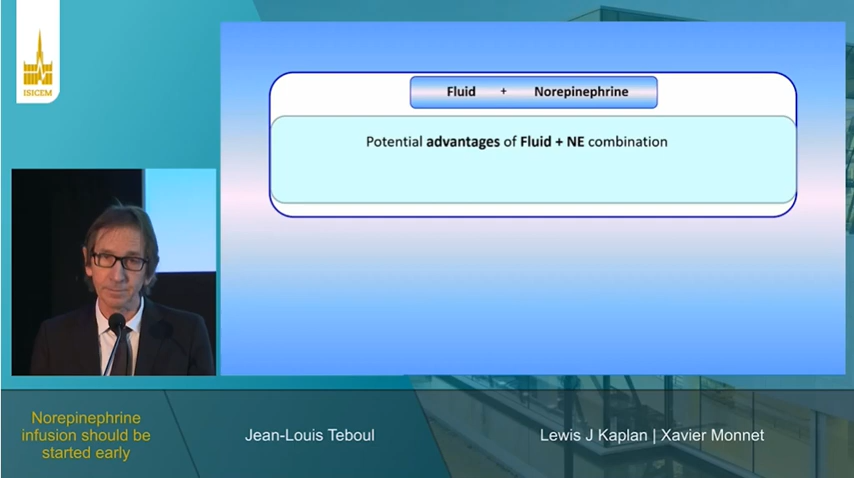 ISICEM
Fluid + Norepinephrine
Potential advantages of Fluid + NE combination
Norepinephrine
infusion should be
started early
Jean-Louis Teboul
Lewis J Kaplan | Xavier Monnet